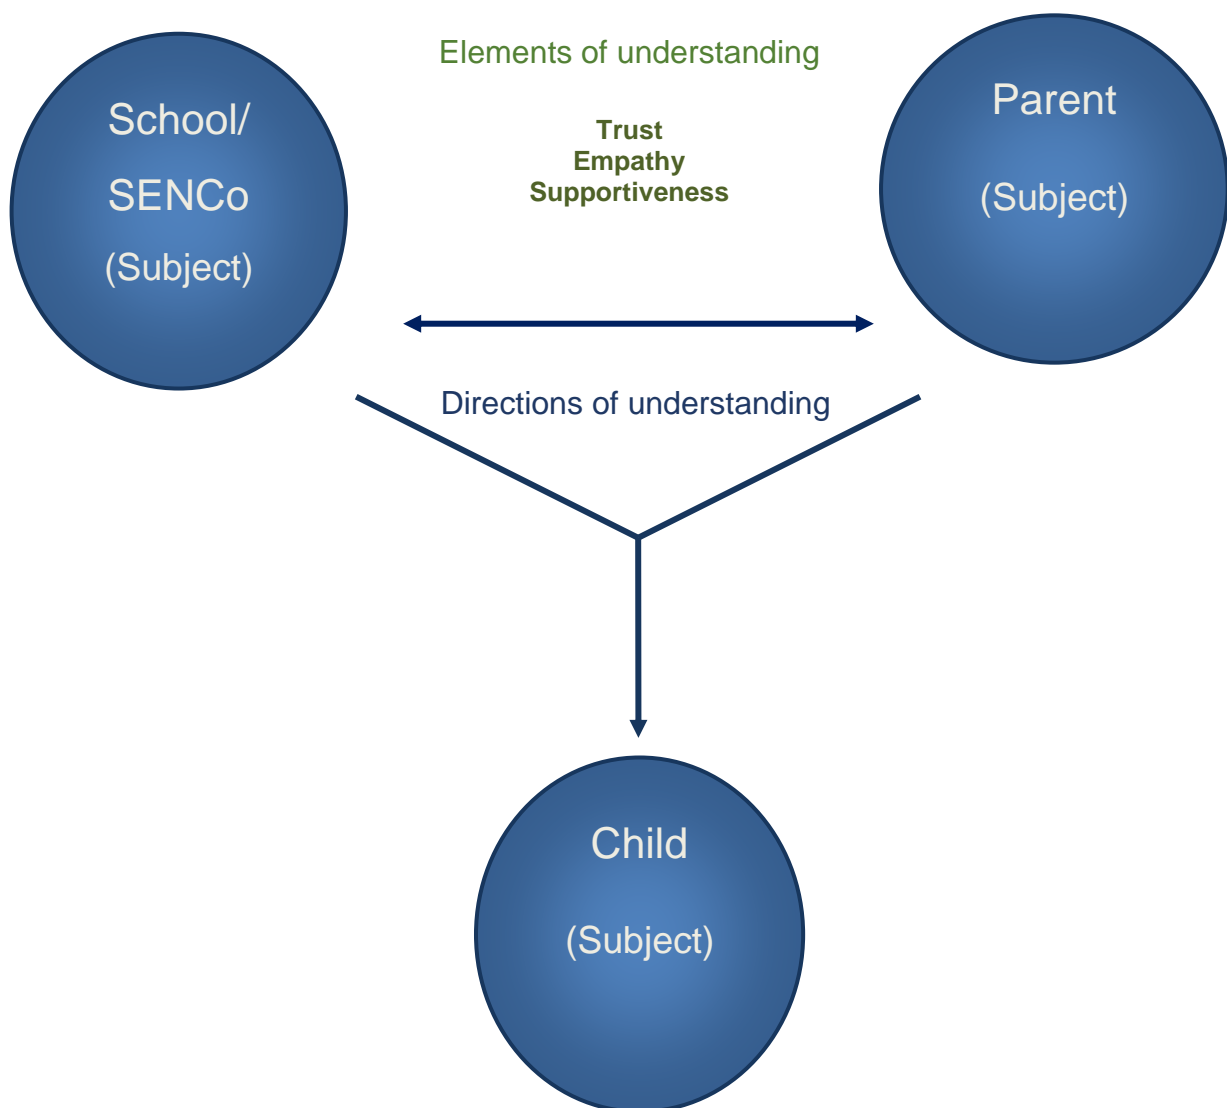 School/
SENCo
(Subject)
Elements of understanding
Trust
Empathy
Supportiveness
Parent
(Subject)
Directions of understanding
Child
(Subject)